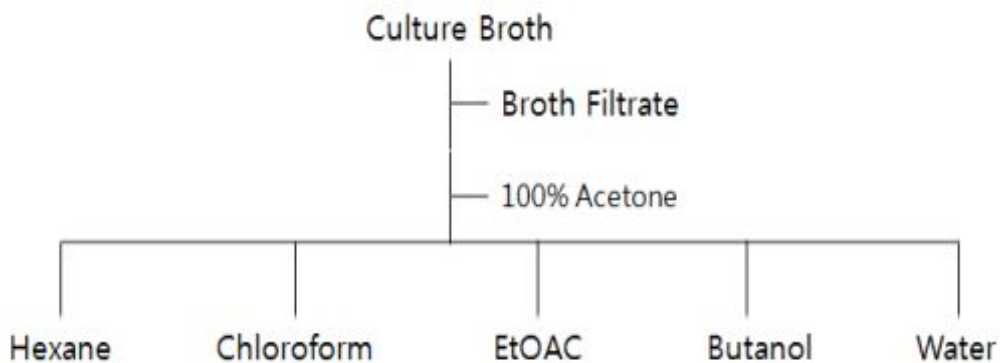 Culture Broth
Broth Filtrate
100% Acetone
Hexane Chloroform EtOAC Butanol Water